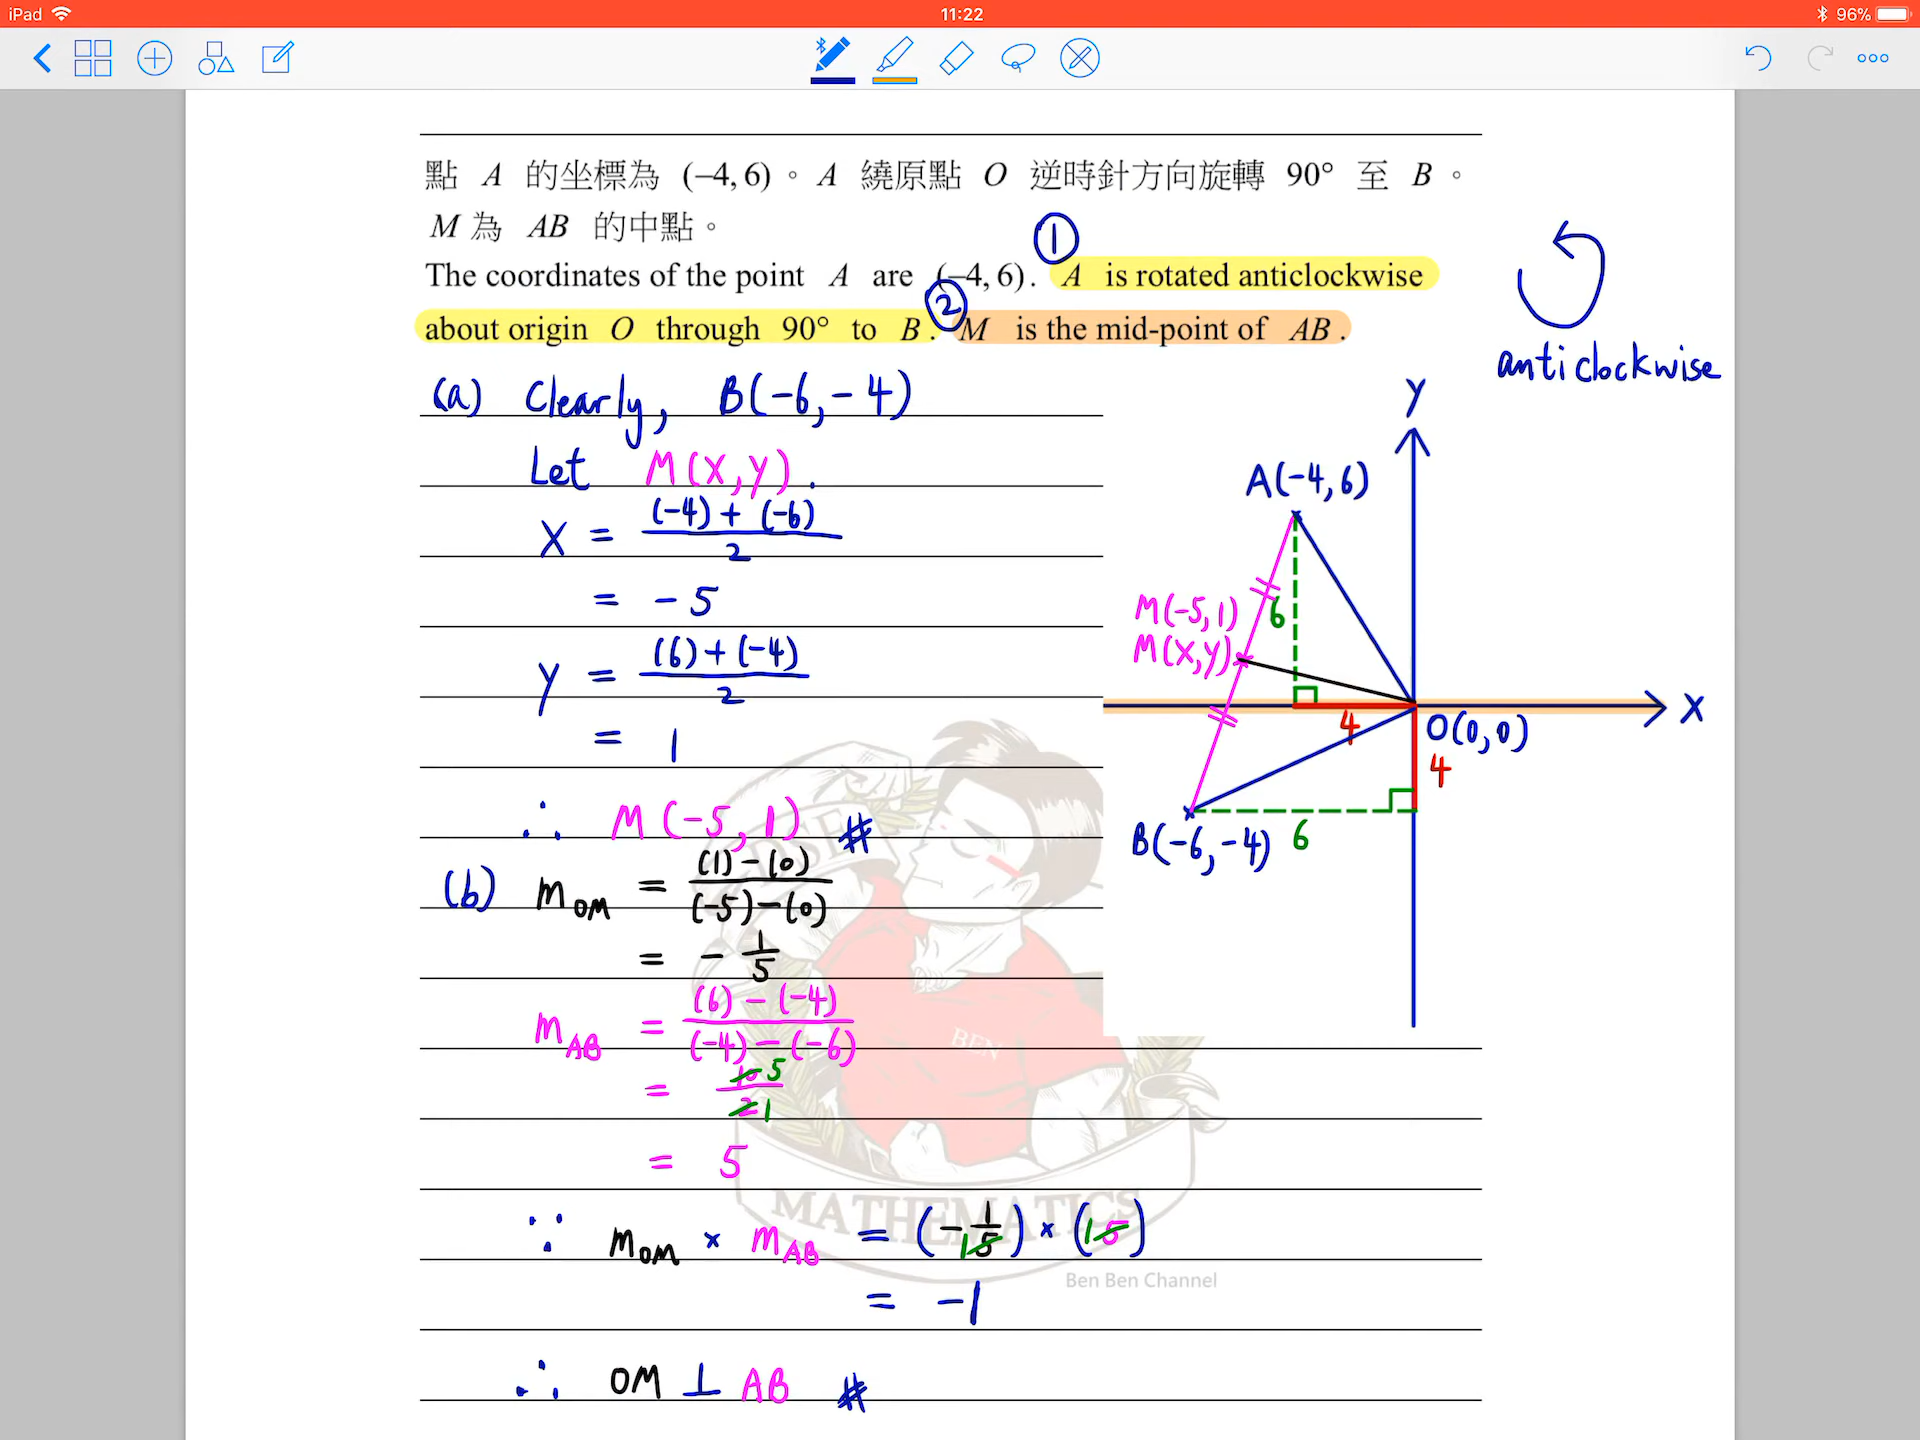 iPad
11:22
96%
點 A 的坐標為 (−4, 6)。A 繞原點 O 逆時針方向旋轉 90° 至 B。
M 為 AB 的中點。
①
The coordinates of the point A are (−4, 6). A is rotated anticlockwise
②
about origin O through 90° to B. M is the mid-point of AB.
anticlockwise
(a) Clearly, B(-6,-4)
Let M(x,y).
x = ((-4)+(-6))/2
= -5
y = ((6)+(-4))/2
= 1
∴ M(-5,1) #
(b) m_OM = ((1)-(0))/((-5)-(0))
= -1/5
m_AB = ((6)-(-4))/((-4)-(-6))
= 10/2 5 1
= 5
∵ m_OM × m_AB = (-1/5 1) × (1 5)
= -1
∴ OM ⊥ AB #
Y
A(-4,6)
M(-5,1)
6
M(x,y)
X
4
O(0,0)
4
B(-6,-4)
6
DSE
BEN
MATHEMATICS
Ben Ben Channel